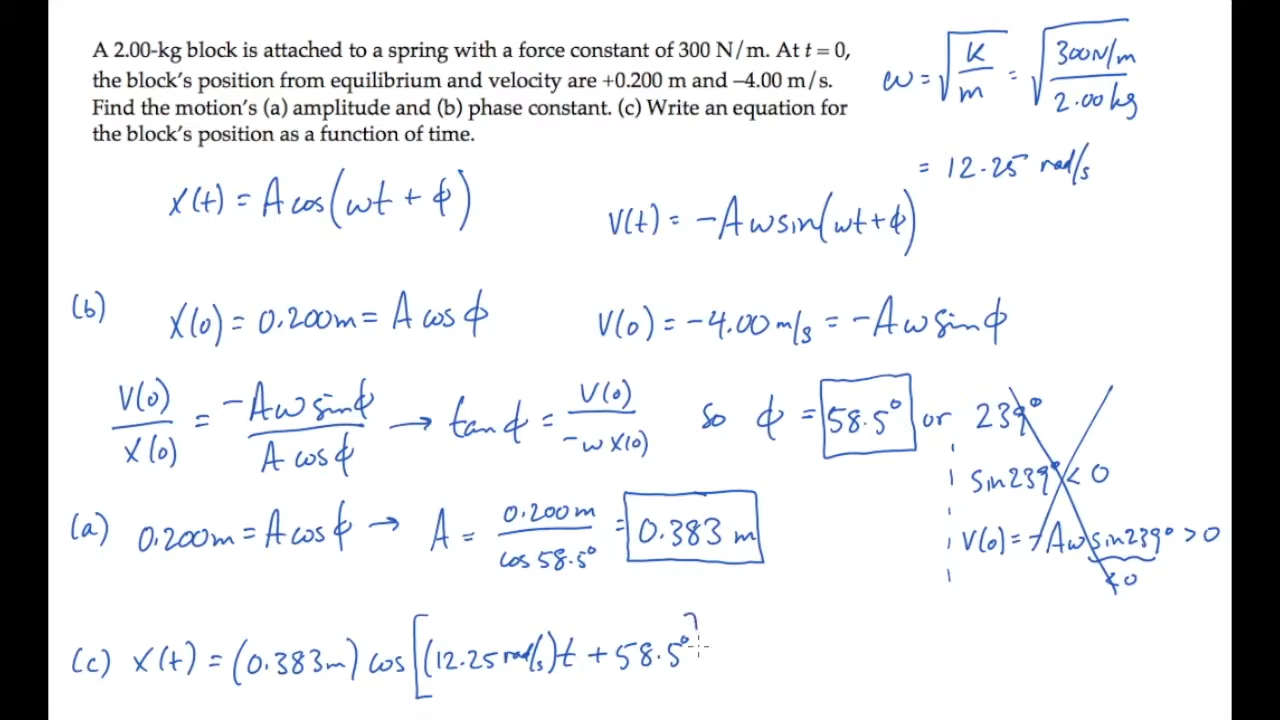 A 2.00-kg block is attached to a spring with a force constant of 300 N/m. At t = 0,
the block's position from equilibrium and velocity are +0.200 m and –4.00 m/s.
Find the motion's (a) amplitude and (b) phase constant. (c) Write an equation for
the block's position as a function of time.
ω = √(k/m) = √(300 N/m / 2.00 kg)
= 12.25 rad/s
x(t) = A cos(ωt + ϕ)
v(t) = -Aω sin(ωt + ϕ)
(b) x(0) = 0.200m = A cos ϕ
v(0) = -4.00 m/s = -Aω sin ϕ
v(0)/x(0) = -Aω sin ϕ / A cos ϕ → tan ϕ = v(0) / -ω x(0) so ϕ = 58.5° or 239°
sin 239° < 0
v(0) = -Aω sin 239° > 0
< 0
(a) 0.200m = A cos ϕ → A = 0.200m / cos 58.5° = 0.383 m
(c) x(t) = (0.383m) cos [(12.25 rad/s)t + 58.5°]